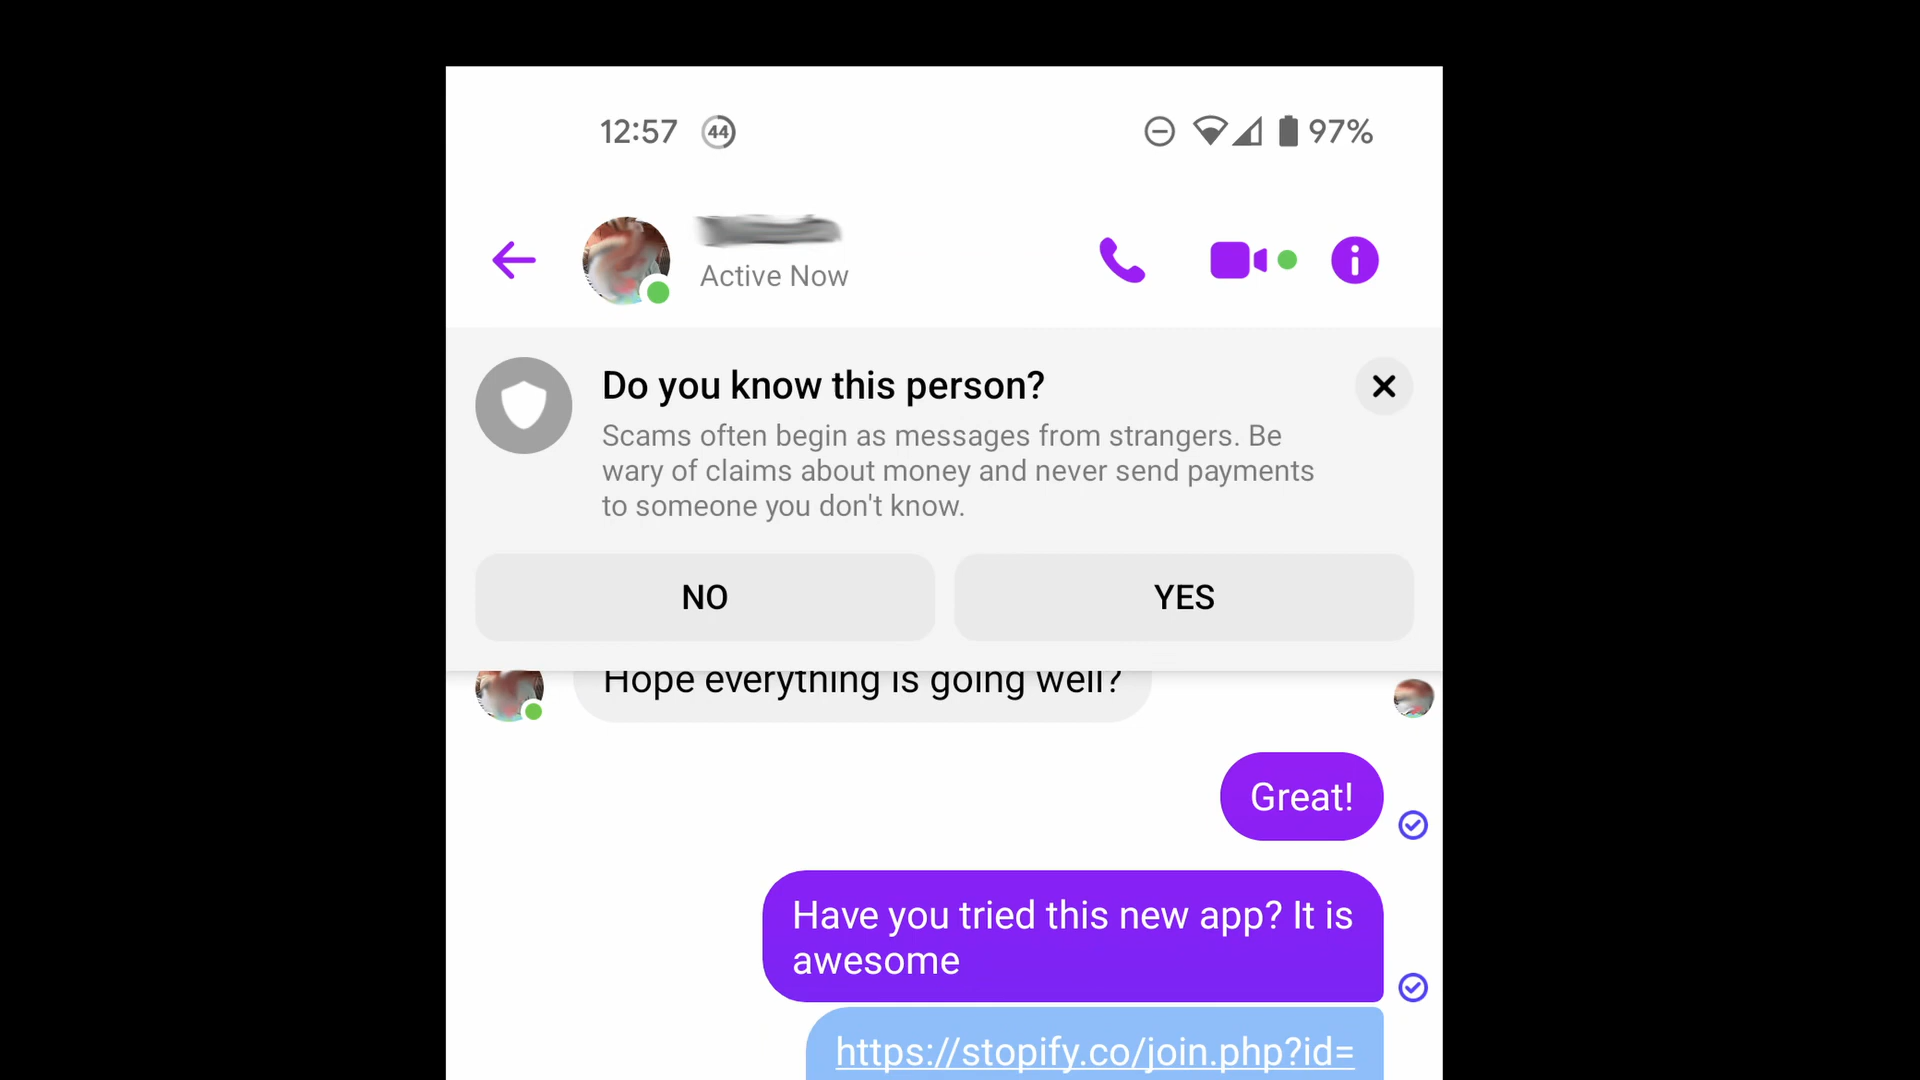 12:57 44 97%
Active Now
Do you know this person?
Scams often begin as messages from strangers. Be
wary of claims about money and never send payments
to someone you don't know.
NO YES
Hope everything is going well?
Great!
Have you tried this new app? It is
awesome
https://stopify.co/join.php?id=